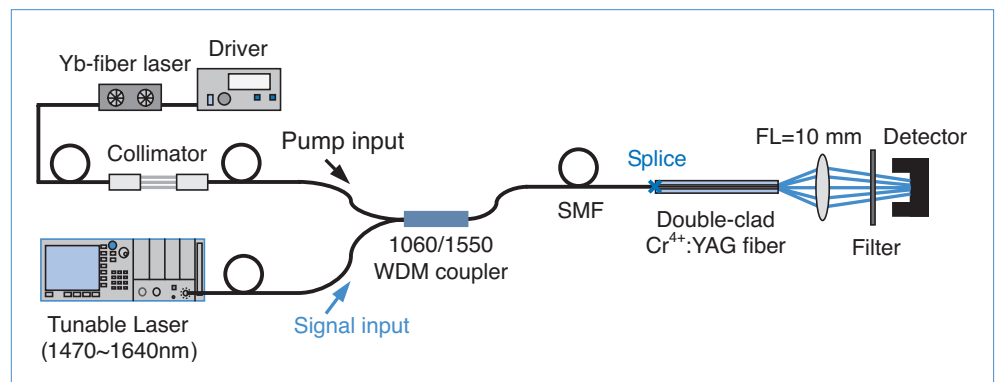 Driver
Yb-fiber laser
Collimator
Pump input
FL=10 mm
Detector
Splice
SMF
1060/1550
WDM coupler
Double-clad
Cr4+:YAG fiber
Filter
Signal input
Tunable Laser
(1470~1640nm)